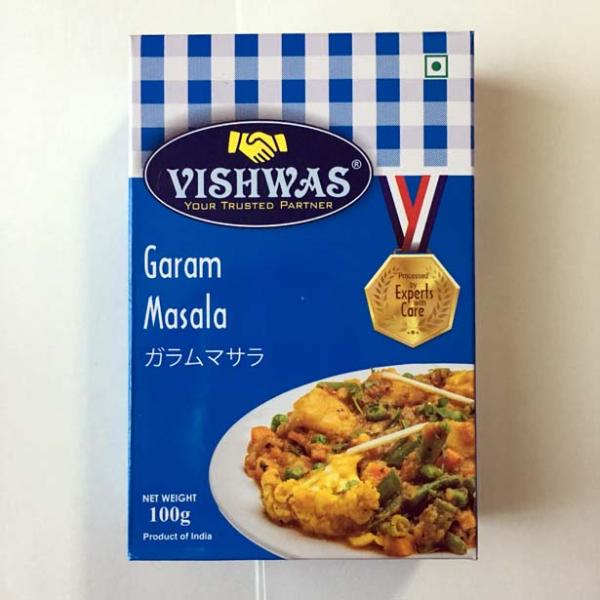 VISHWAS®
YOUR TRUSTED PARTNER
Garam
Masala
ガラムマサラ
Processed
by
Experts
with
Care
NET WEIGHT
100g
Product of India